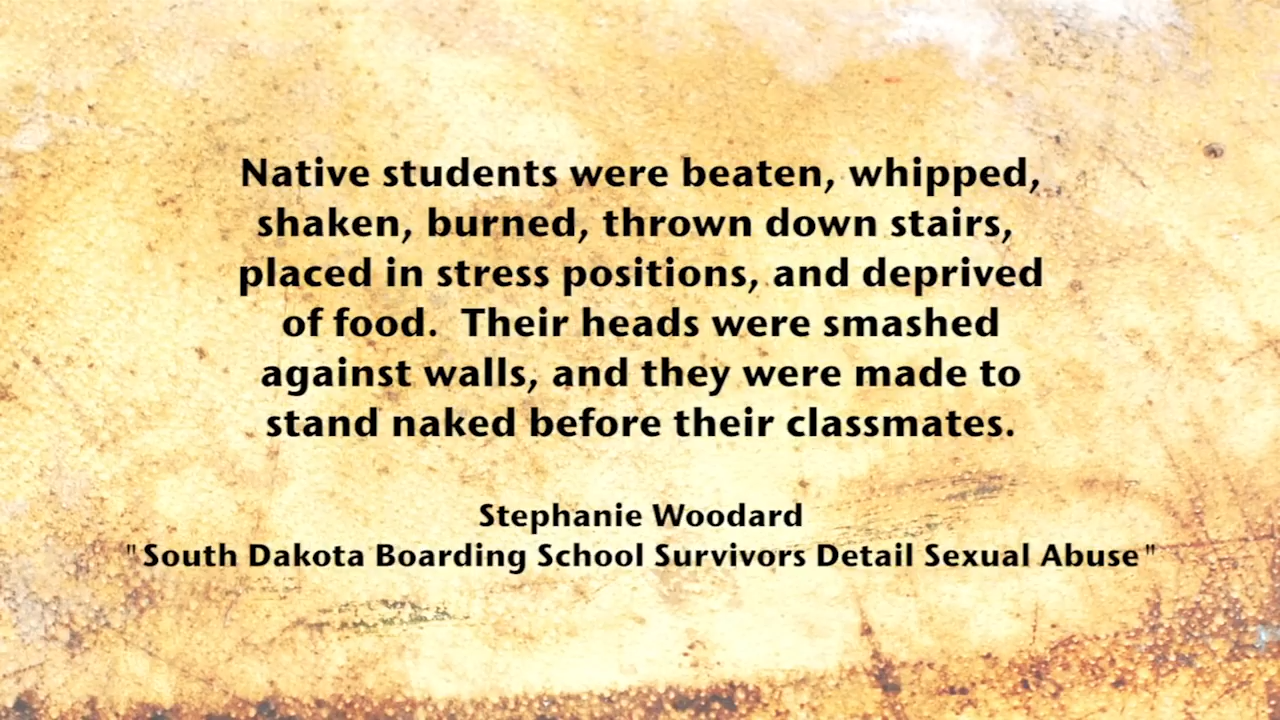 Native students were beaten, whipped,
shaken, burned, thrown down stairs,
placed in stress positions, and deprived
of food.  Their heads were smashed
against walls, and they were made to
stand naked before their classmates.
Stephanie Woodard
"South Dakota Boarding School Survivors Detail Sexual Abuse"